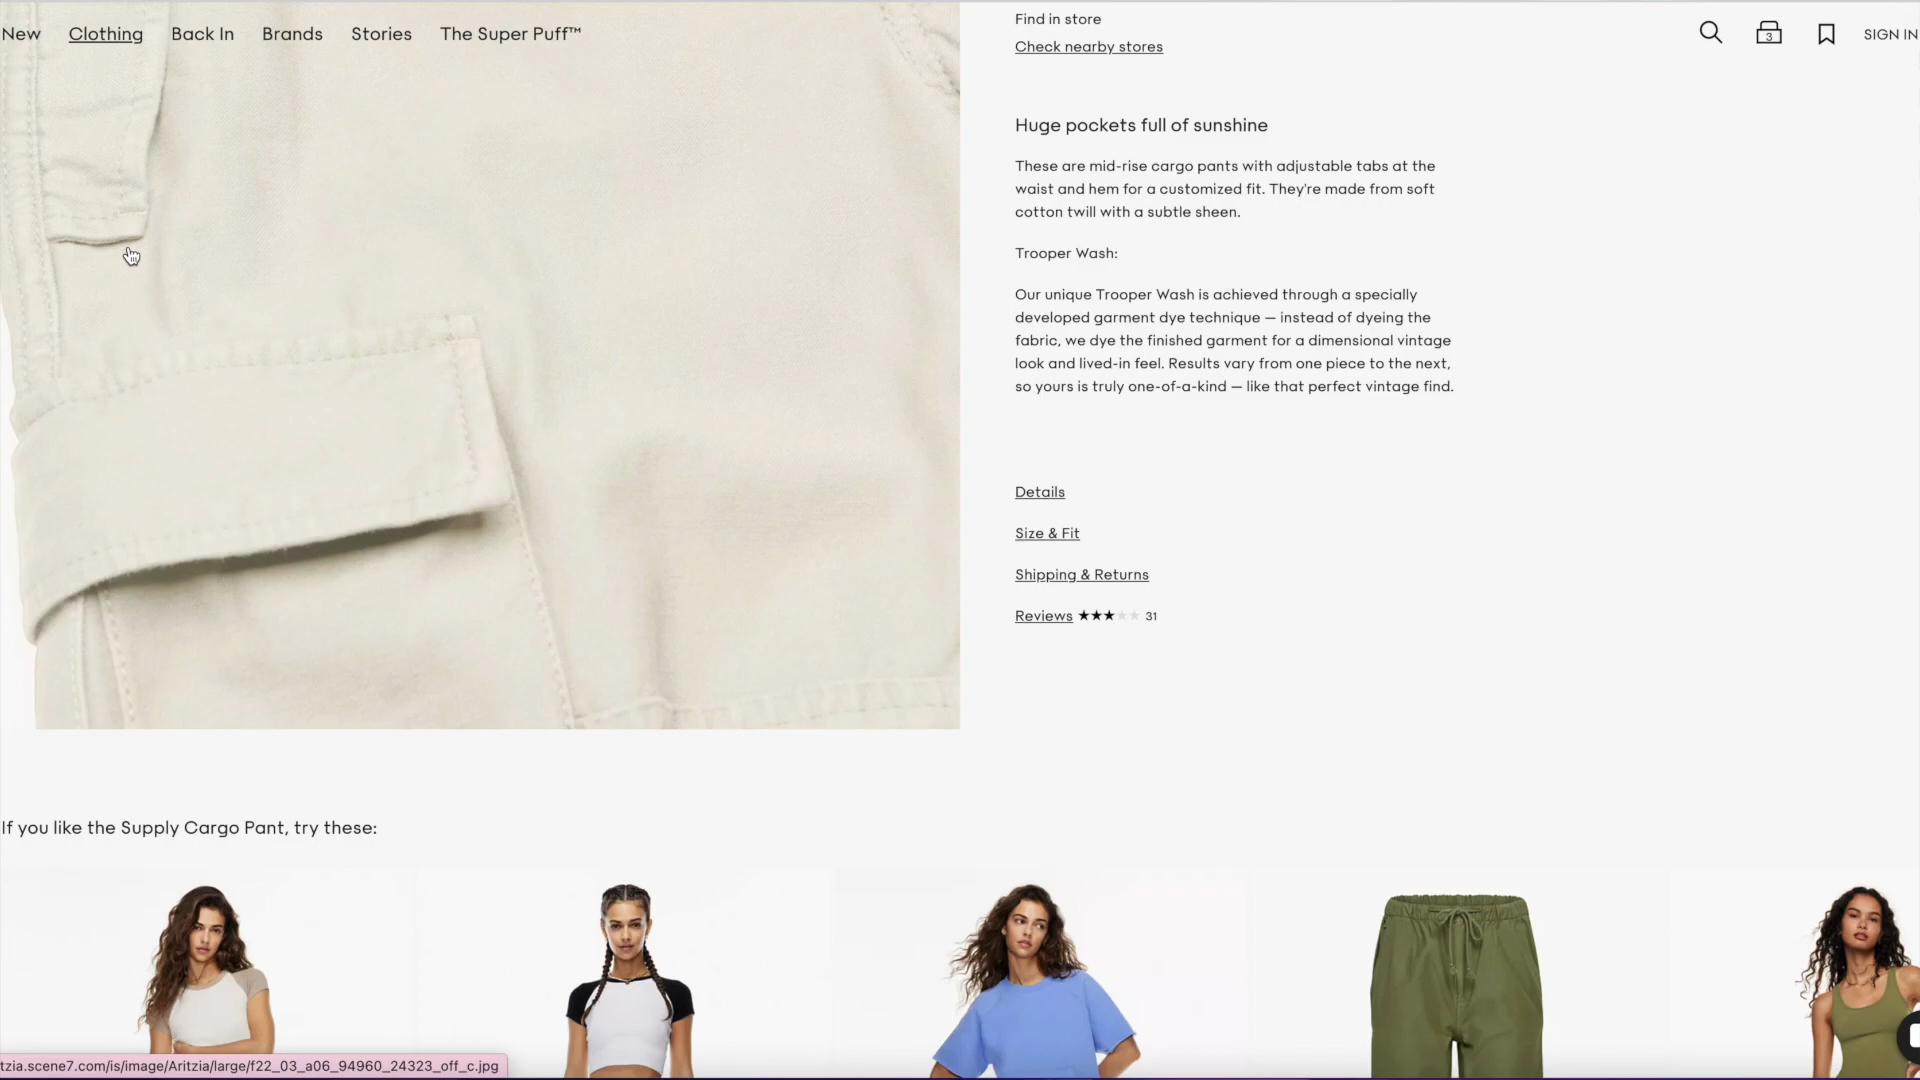 New Clothing Back In Brands Stories The Super Puff™
3
SIGN IN
Find in store
Check nearby stores
Huge pockets full of sunshine
These are mid-rise cargo pants with adjustable tabs at the
waist and hem for a customized fit. They're made from soft
cotton twill with a subtle sheen.
Trooper Wash:
Our unique Trooper Wash is achieved through a specially
developed garment dye technique — instead of dyeing the
fabric, we dye the finished garment for a dimensional vintage
look and lived-in feel. Results vary from one piece to the next,
so yours is truly one-of-a-kind — like that perfect vintage find.
Details
Size & Fit
Shipping & Returns
Reviews ★★★★★ 31
If you like the Supply Cargo Pant, try these:
tzia.scene7.com/is/image/Aritzia/large/f22_03_a06_94960_24323_off_c.jpg